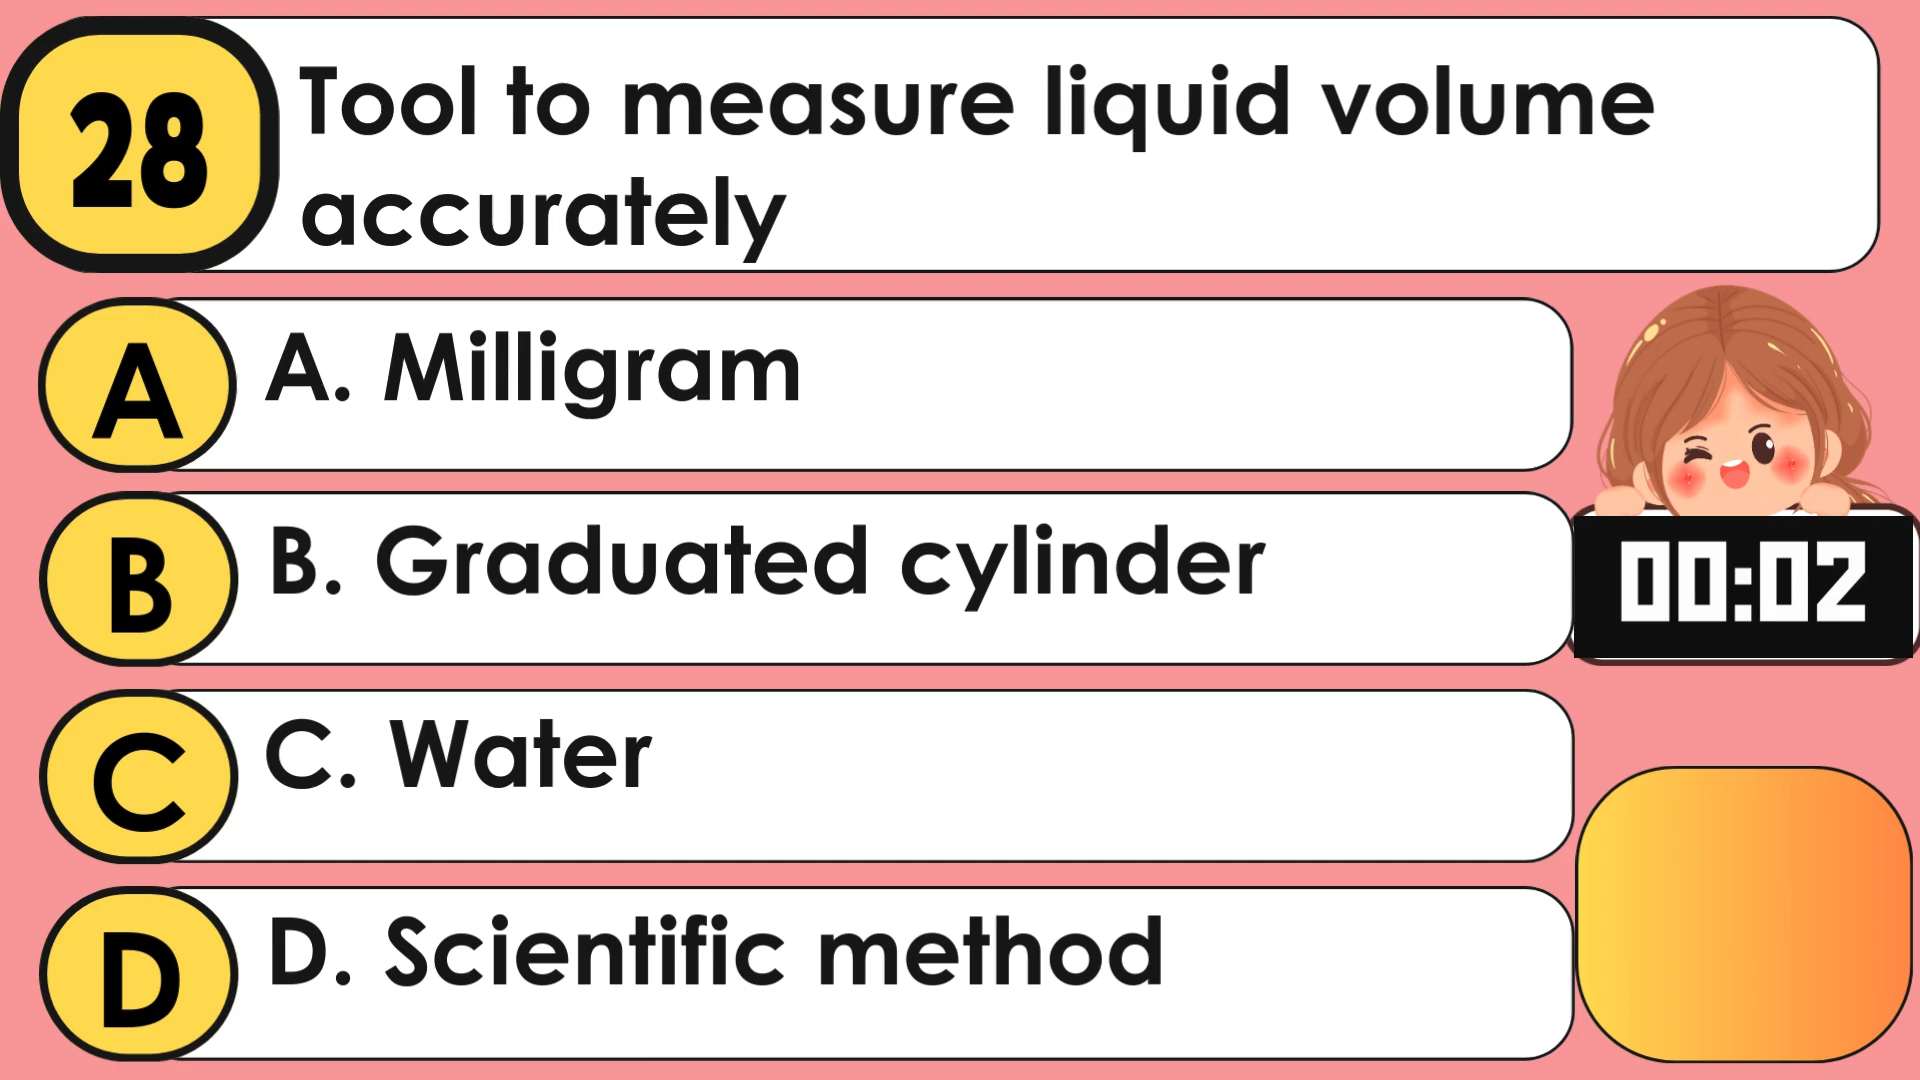 28
Tool to measure liquid volume
accurately
A
A. Milligram
B
B. Graduated cylinder
00:02
C
C. Water
D
D. Scientific method